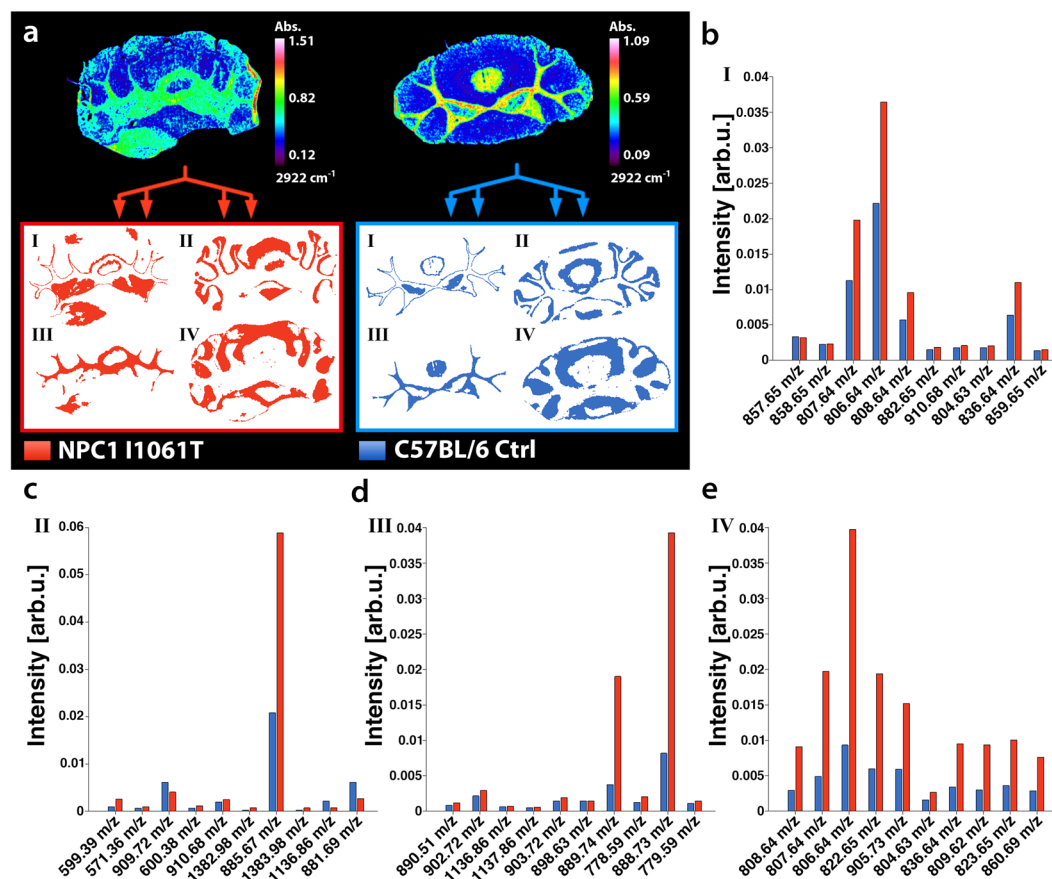 a
Abs.
1.51
0.82
0.12
2922 cm⁻¹
Abs.
1.09
0.59
0.09
2922 cm⁻¹
I
II
III
IV
I
II
III
IV
NPC1 I1061T
C57BL/6 Ctrl
b
I
Intensity [arb.u.]
0.04
0.035
0.03
0.025
0.02
0.015
0.01
0.005
0
857.65 m/z
858.65 m/z
807.64 m/z
806.64 m/z
808.64 m/z
882.65 m/z
910.68 m/z
804.63 m/z
836.64 m/z
859.65 m/z
c
II
Intensity [arb.u.]
0.06
0.05
0.04
0.03
0.02
0.01
0
599.39 m/z
571.36 m/z
909.72 m/z
600.38 m/z
910.68 m/z
1382.98 m/z
885.67 m/z
1383.98 m/z
1136.86 m/z
881.69 m/z
d
III
Intensity [arb.u.]
0.04
0.035
0.03
0.025
0.02
0.015
0.01
0.005
0
890.51 m/z
902.72 m/z
1136.86 m/z
1137.86 m/z
903.72 m/z
898.63 m/z
889.74 m/z
778.59 m/z
888.73 m/z
779.59 m/z
e
IV
Intensity [arb.u.]
0.04
0.035
0.03
0.025
0.02
0.015
0.01
0.005
0
808.64 m/z
807.64 m/z
806.64 m/z
822.65 m/z
905.73 m/z
804.63 m/z
836.64 m/z
809.62 m/z
823.65 m/z
860.69 m/z